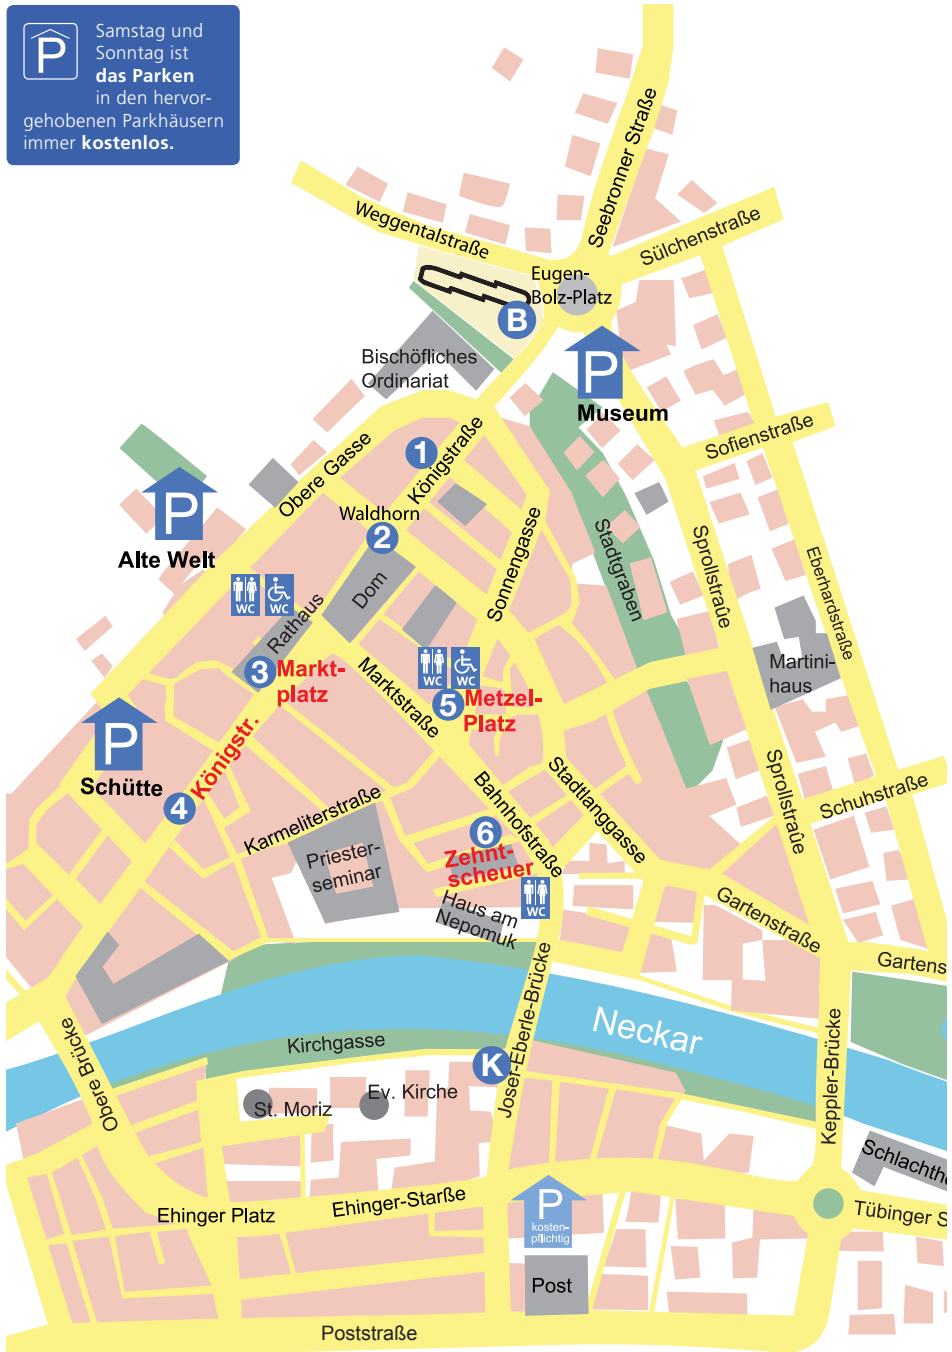 P
Samstag und
Sonntag ist
das Parken
in den hervor-
gehobenen Parkhäusern
immer kostenlos.
Seebronner Straße
Weggentalstraße
Sülchenstraße
Eugen-
Bolz-Platz
B
Bischöfliches
Ordinariat
P
Museum
1
Königstraße
Obere Gasse
Sofienstraße
P
Alte Welt
Waldhorn
2
Dom
Sonnengasse
Stadtgraben
Sprollstraûe
Eberhardstraße
WC
WC
Rathaus
3
Markt-
platz
Marktstraße
WC
WC
5
Metzel-
Platz
Martini-
haus
P
Schütte
Königstr.
4
Karmeliterstraße
Bahnhofstraße
Stadtlanggasse
Sprollstraûe
Schuhstraße
Priester-
seminar
6
Zehnt-
scheuer
WC
Haus am
Nepomuk
Gartenstraße
Gartens
Josef-Eberle-Brücke
Neckar
Keppler-Brücke
Obere Brücke
Kirchgasse
K
St. Moriz
Ev. Kirche
Schlachtho
Ehinger Platz
Ehinger-Starße
P
kosten-
pflichtig
Tübinger S
Post
Poststraße